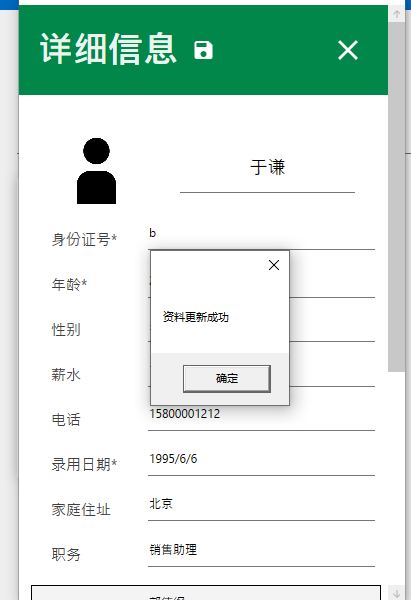 详细信息
于谦
身份证号* b
年龄*
性别
薪水
资料更新成功
确定
电话 15800001212
录用日期* 1995/6/6
家庭住址 北京
职务 销售助理